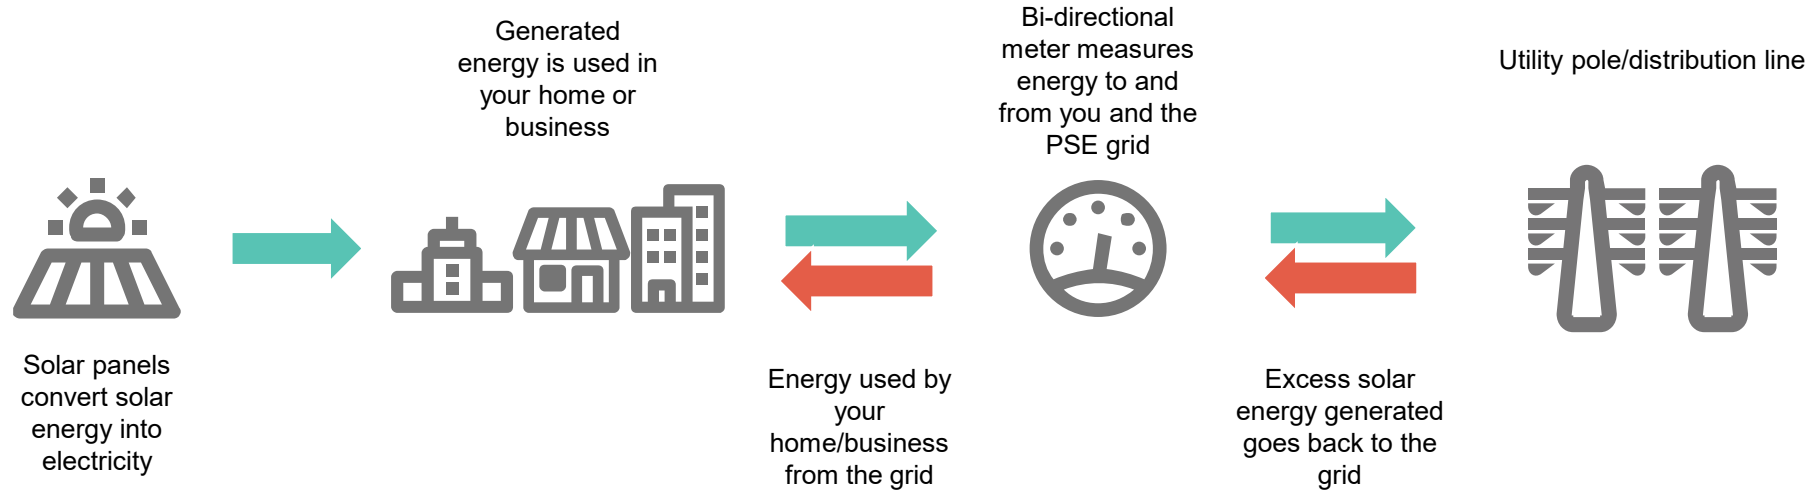 Generated
energy is used in
your home or
business
Bi-directional
meter measures
energy to and
from you and the
PSE grid
Utility pole/distribution line
Solar panels
convert solar
energy into
electricity
Energy used by
your
home/business
from the grid
Excess solar
energy generated
goes back to the
grid